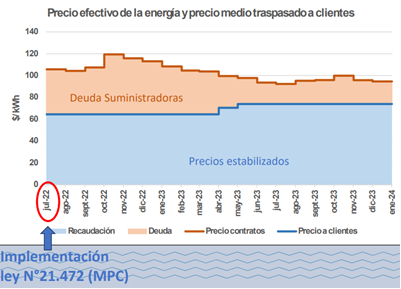 Precio efectivo de la energía y precio medio traspasado a clientes
$/kWh
140
120
100
80
60
40
20
0
Deuda Suministradoras
Precios estabilizados
jul-22
ago-22
sept-22
oct-22
nov-22
dic-22
ene-23
feb-23
mar-23
abr-23
may-23
jun-23
jul-23
ago-23
sept-23
oct-23
nov-23
dic-23
ene-24
Recaudación
Deuda
Precio contratos
Precio a clientes
Implementación
ley N°21.472 (MPC)